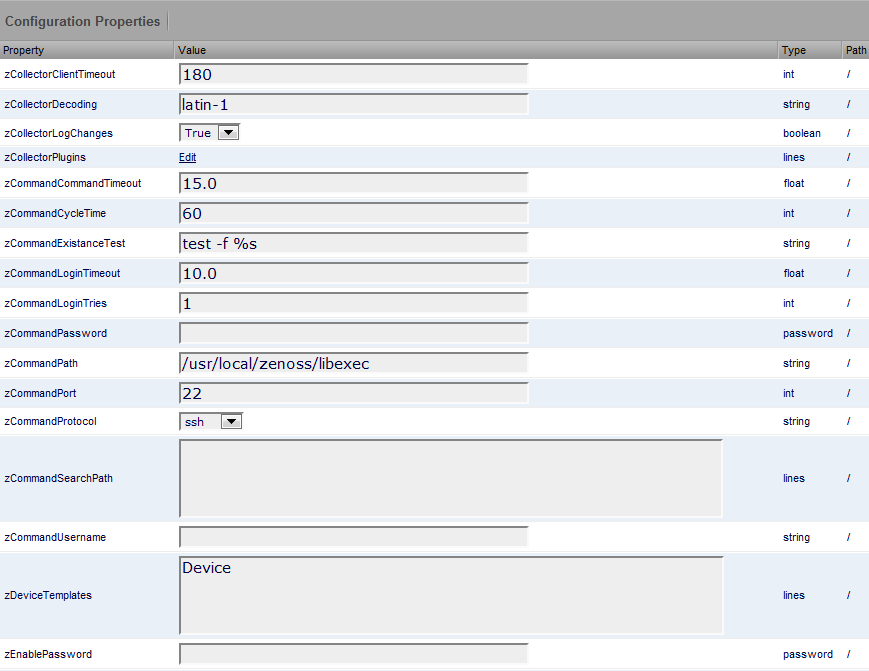 Configuration Properties
Property Value Type Path
zCollectorClientTimeout 180 int /
zCollectorDecoding latin-1 string /
zCollectorLogChanges True boolean /
zCollectorPlugins Edit lines /
zCommandCommandTimeout 15.0 float /
zCommandCycleTime 60 int /
zCommandExistanceTest test -f %s string /
zCommandLoginTimeout 10.0 float /
zCommandLoginTries 1 int /
zCommandPassword password /
zCommandPath /usr/local/zenoss/libexec string /
zCommandPort 22 int /
zCommandProtocol ssh string /
zCommandSearchPath lines /
zCommandUsername string /
zDeviceTemplates Device lines /
zEnablePassword password /